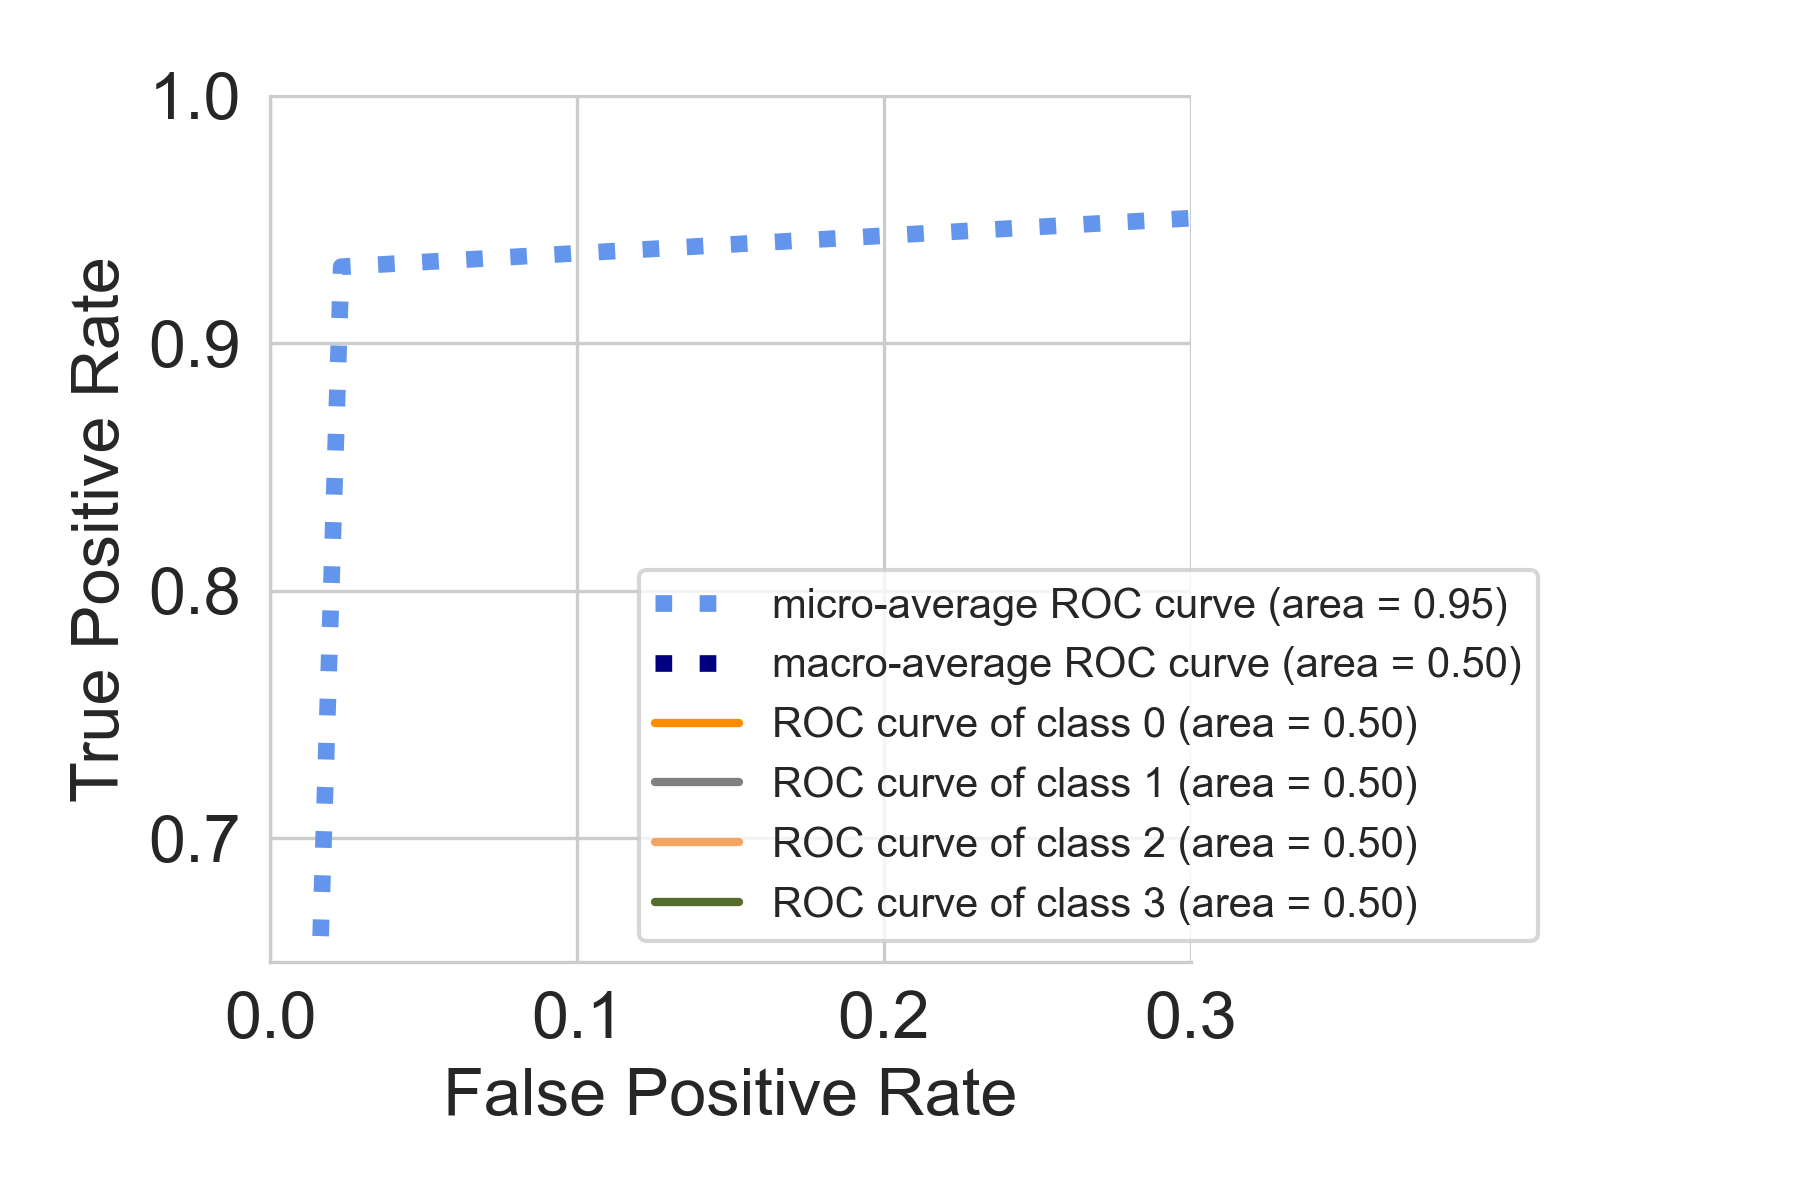 1.0
0.9
0.8
0.7
True Positive Rate
micro-average ROC curve (area = 0.95)
macro-average ROC curve (area = 0.50)
ROC curve of class 0 (area = 0.50)
ROC curve of class 1 (area = 0.50)
ROC curve of class 2 (area = 0.50)
ROC curve of class 3 (area = 0.50)
0.0 0.1 0.2 0.3
False Positive Rate